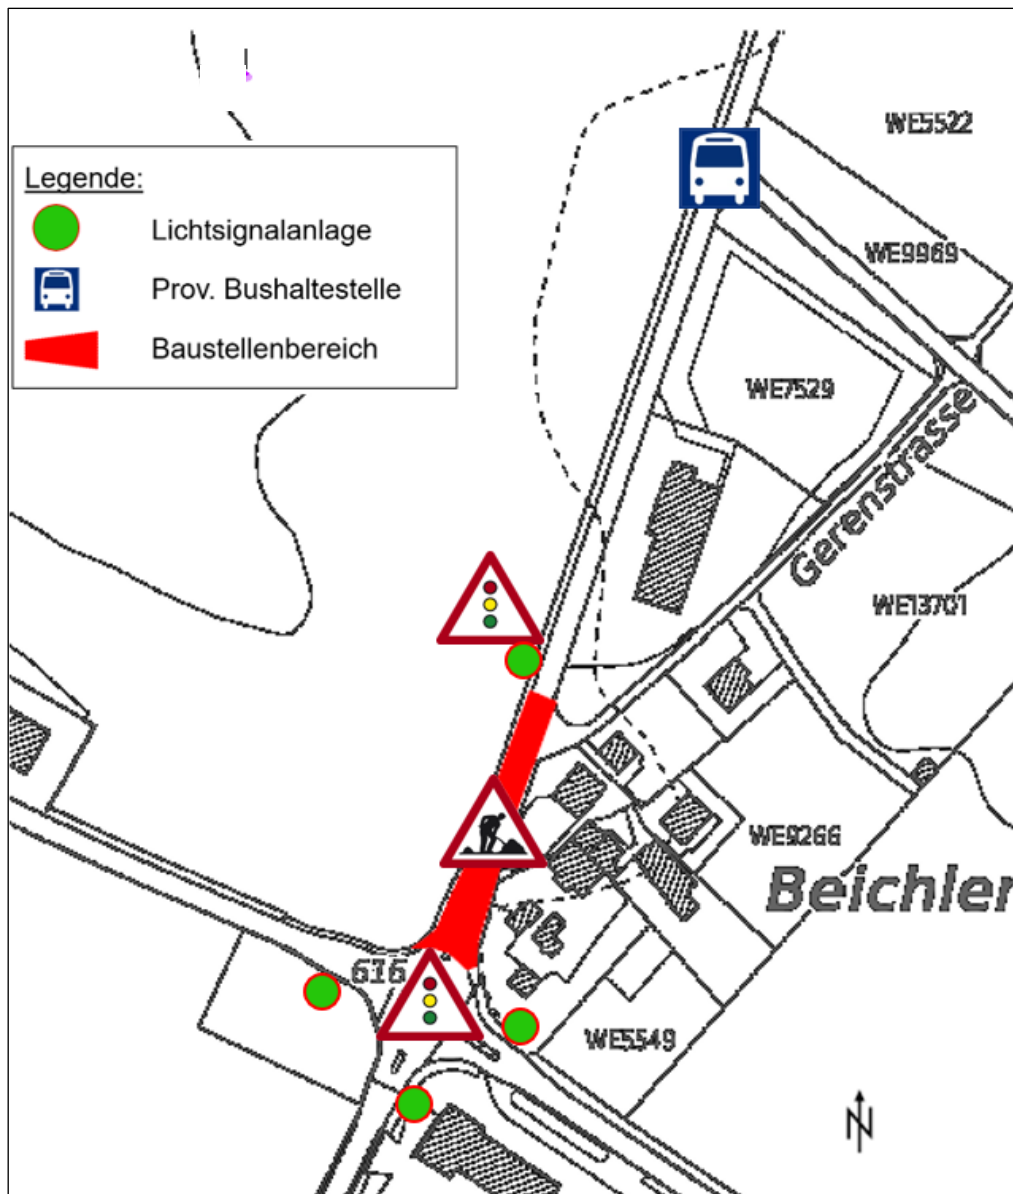 Legende:
Lichtsignalanlage
Prov. Bushaltestelle
Baustellenbereich
WE5522
WE9969
WE7529
Gerenstrasse
WE13701
WE9266
Beichler
616
WE5549
N